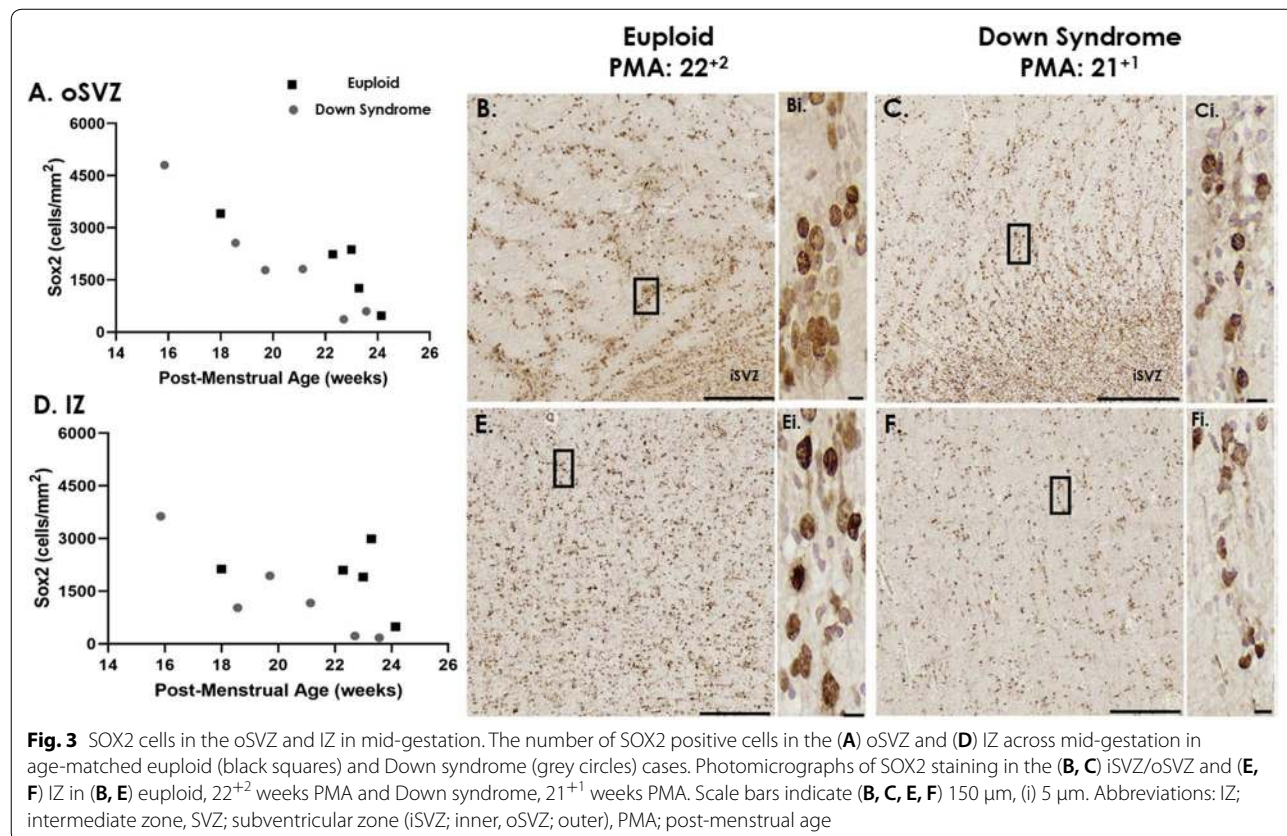 Euploid
PMA: 22+2
Down Syndrome
PMA: 21+1
A. oSVZ
Euploid
Down Syndrome
6000
4500
3000
1500
0
Sox2 (cells/mm2)
14 16 18 20 22 24 26
Post-Menstrual Age (weeks)
B.
iSVZ
Bi.
C.
iSVZ
Ci.
D. IZ
6000
4500
3000
1500
0
Sox2 (cells/mm2)
14 16 18 20 22 24 26
Post-Menstrual Age (weeks)
E.
Ei.
F.
Fi.
Fig. 3 SOX2 cells in the oSVZ and IZ in mid-gestation. The number of SOX2 positive cells in the (A) oSVZ and (D) IZ across mid-gestation in
age-matched euploid (black squares) and Down syndrome (grey circles) cases. Photomicrographs of SOX2 staining in the (B, C) iSVZ/oSVZ and (E,
F) IZ in (B, E) euploid, 22+2 weeks PMA and Down syndrome, 21+1 weeks PMA. Scale bars indicate (B, C, E, F) 150 µm, (i) 5 µm. Abbreviations: IZ;
intermediate zone, SVZ; subventricular zone (iSVZ; inner, oSVZ; outer), PMA; post-menstrual age